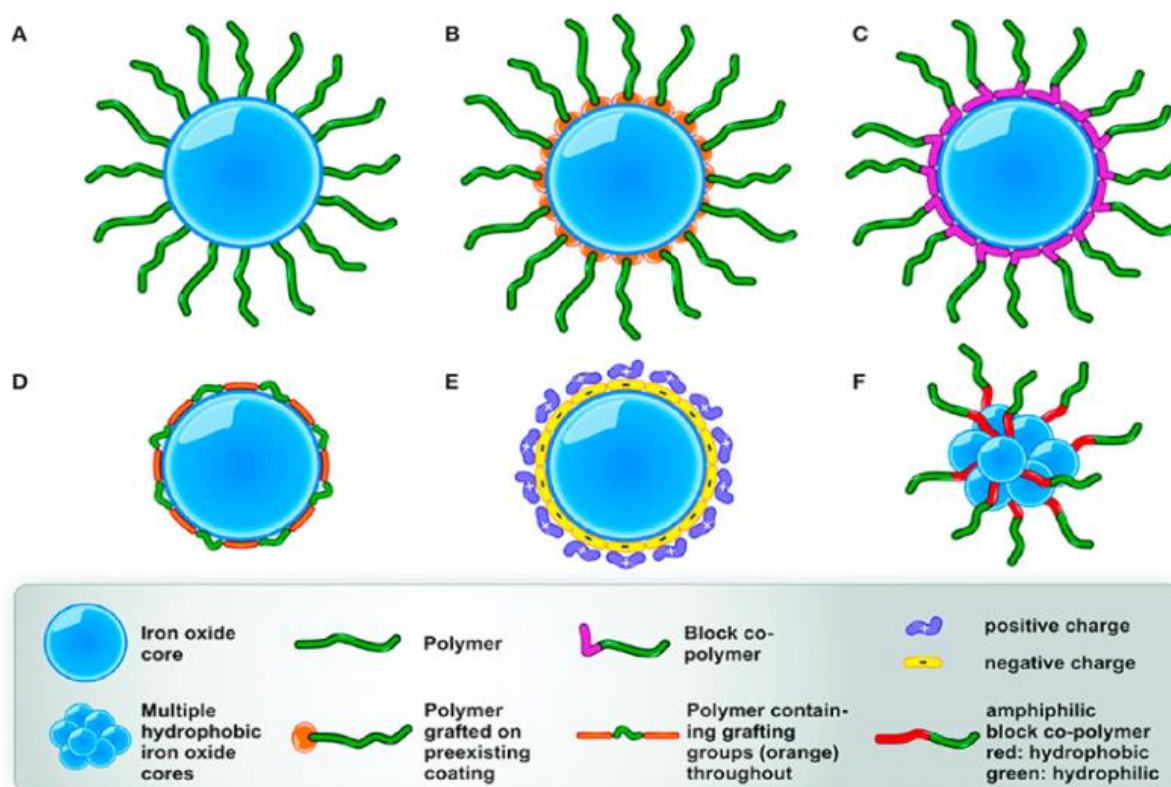 A
B
C
D
E
F
Iron oxide
core
Polymer
Block co-
polymer
positive charge
negative charge
Multiple
hydrophobic
iron oxide
cores
Polymer
grafted on
preexisting
coating
Polymer contain-
ing grafting
groups (orange)
throughout
amphiphilic
block co-polymer
red: hydrophobic
green: hydrophilic